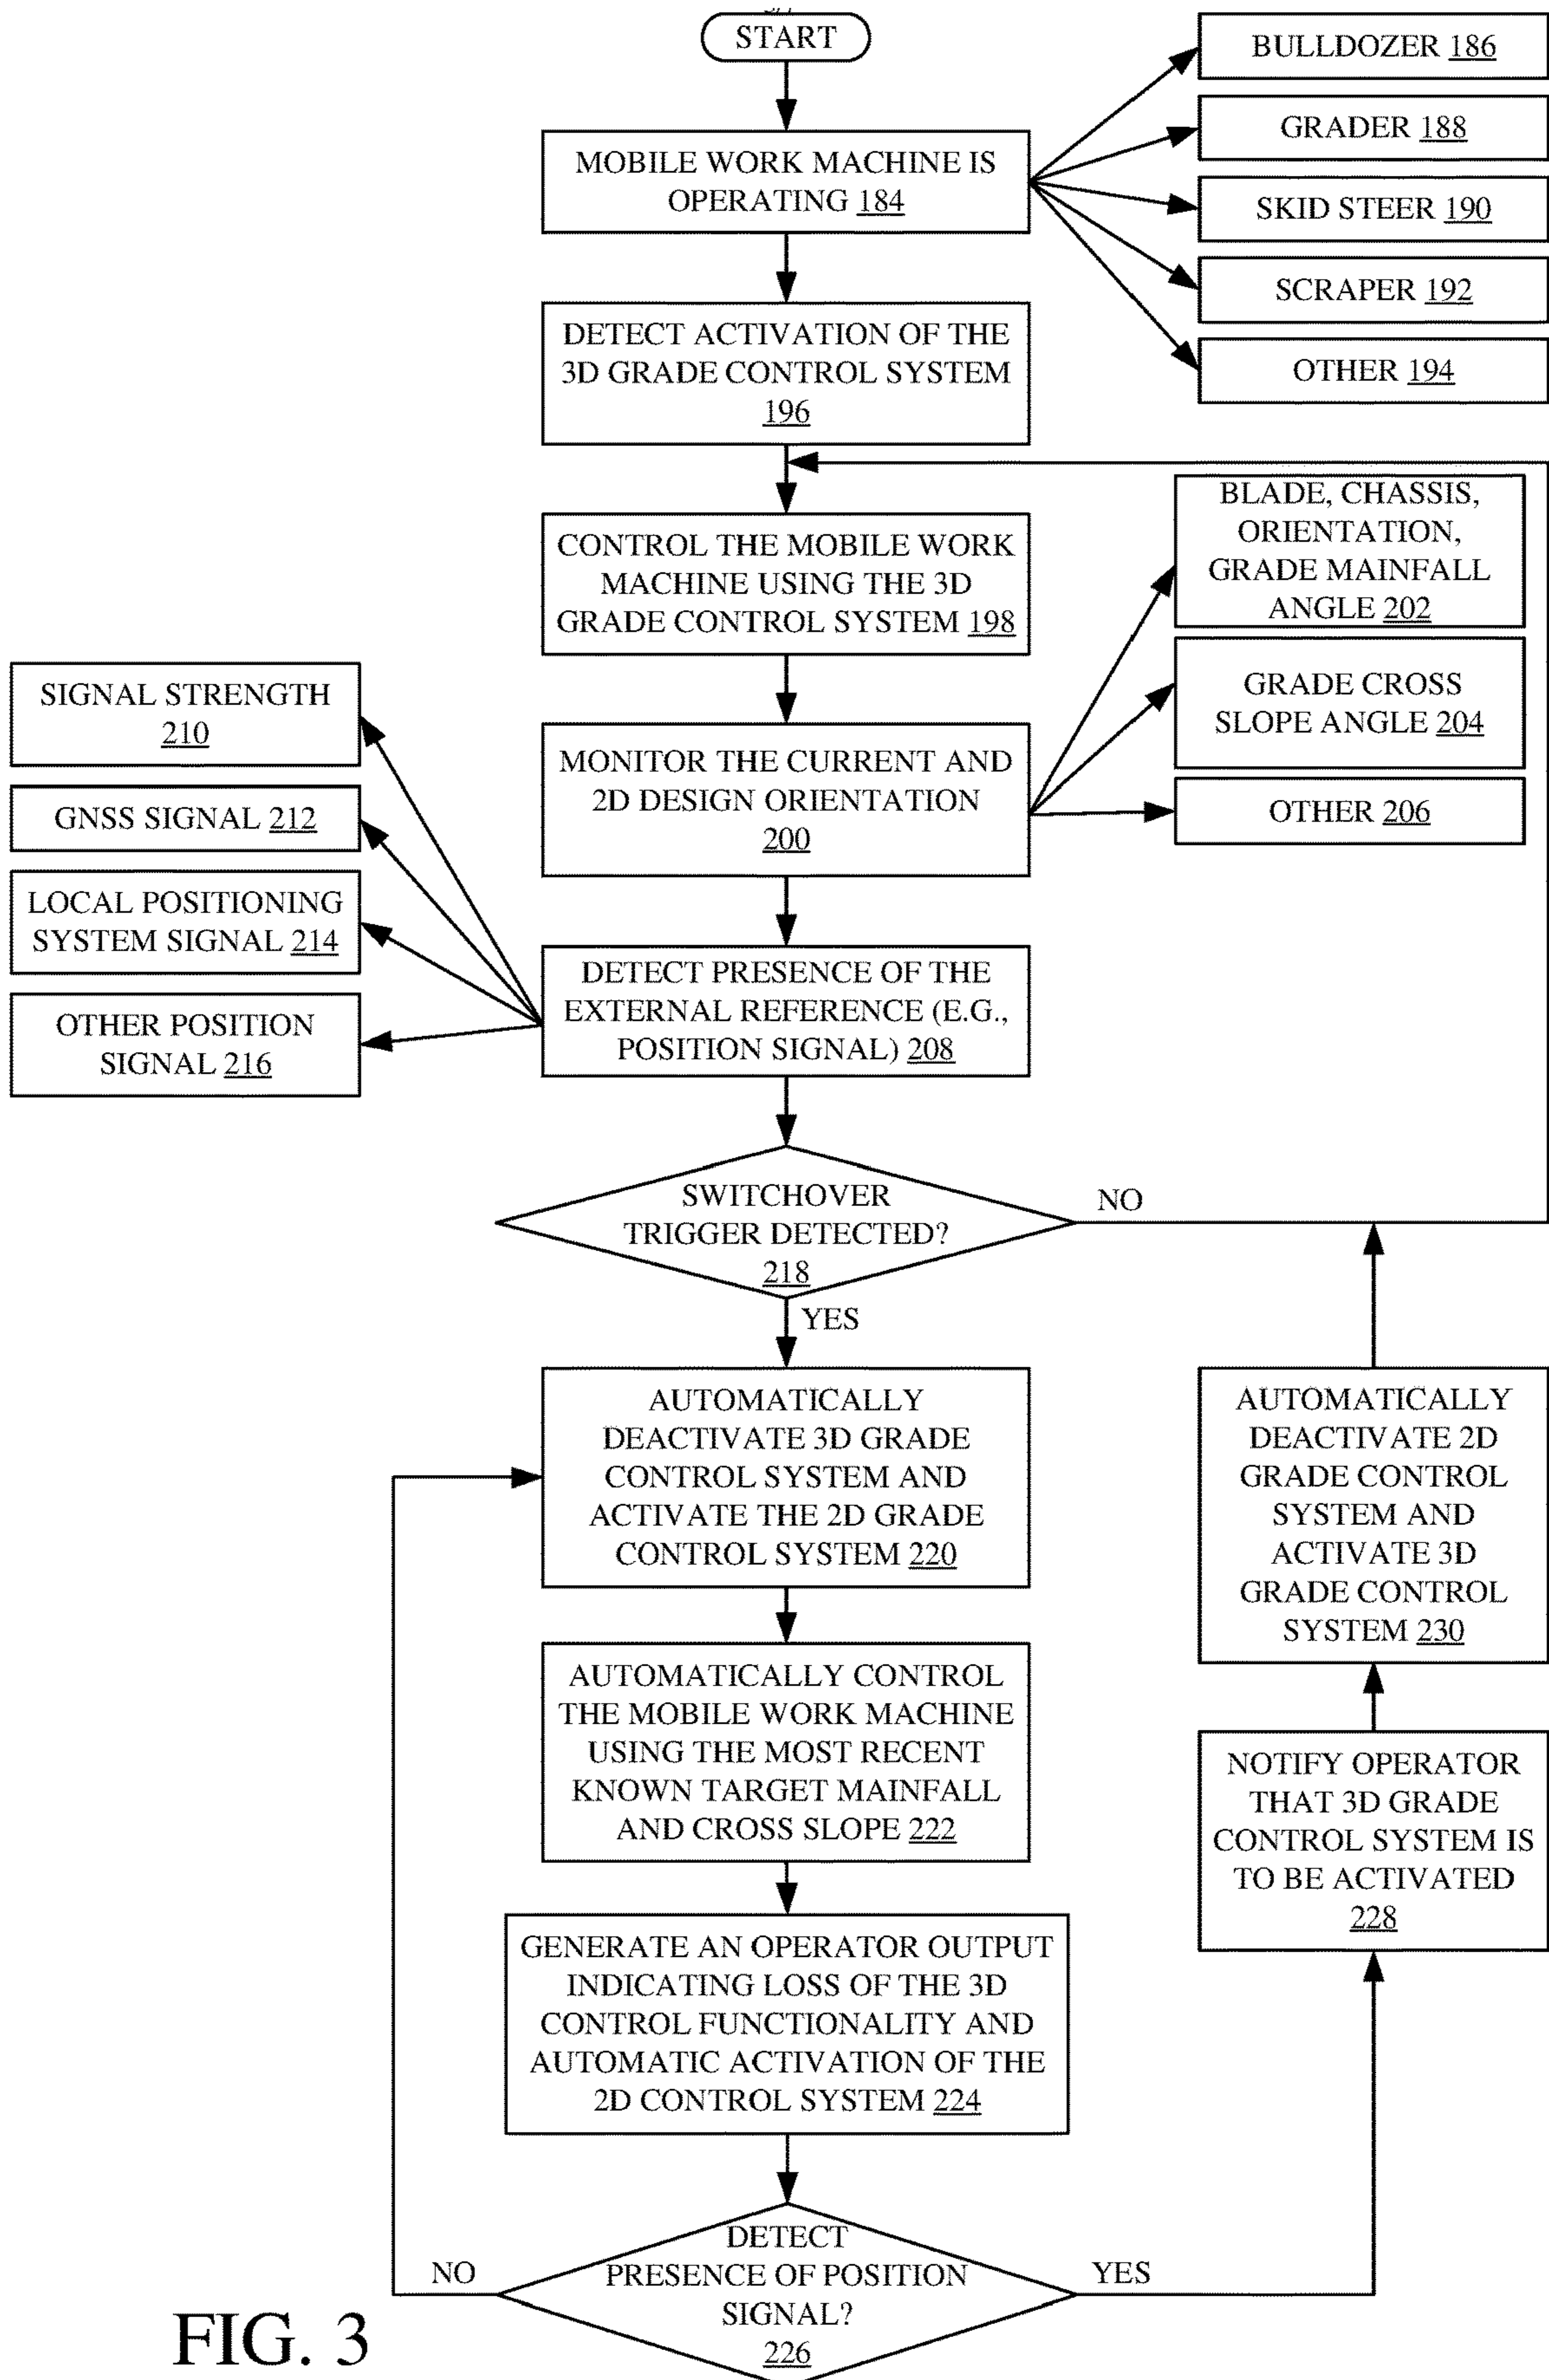 START
MOBILE WORK MACHINE IS
OPERATING 184
BULLDOZER 186
GRADER 188
SKID STEER 190
SCRAPER 192
OTHER 194
DETECT ACTIVATION OF THE
3D GRADE CONTROL SYSTEM
196
CONTROL THE MOBILE WORK
MACHINE USING THE 3D
GRADE CONTROL SYSTEM 198
MONITOR THE CURRENT AND
2D DESIGN ORIENTATION
200
BLADE, CHASSIS,
ORIENTATION,
GRADE MAINFALL
ANGLE 202
GRADE CROSS
SLOPE ANGLE 204
OTHER 206
DETECT PRESENCE OF THE
EXTERNAL REFERENCE (E.G.,
POSITION SIGNAL) 208
SIGNAL STRENGTH
210
GNSS SIGNAL 212
LOCAL POSITIONING
SYSTEM SIGNAL 214
OTHER POSITION
SIGNAL 216
SWITCHOVER
TRIGGER DETECTED?
218
NO
YES
AUTOMATICALLY
DEACTIVATE 3D GRADE
CONTROL SYSTEM AND
ACTIVATE THE 2D GRADE
CONTROL SYSTEM 220
AUTOMATICALLY CONTROL
THE MOBILE WORK MACHINE
USING THE MOST RECENT
KNOWN TARGET MAINFALL
AND CROSS SLOPE 222
GENERATE AN OPERATOR OUTPUT
INDICATING LOSS OF THE 3D
CONTROL FUNCTIONALITY AND
AUTOMATIC ACTIVATION OF THE
2D CONTROL SYSTEM 224
DETECT
PRESENCE OF POSITION
SIGNAL?
226
NO
YES
NOTIFY OPERATOR
THAT 3D GRADE
CONTROL SYSTEM IS
TO BE ACTIVATED
228
AUTOMATICALLY
DEACTIVATE 2D
GRADE CONTROL
SYSTEM AND
ACTIVATE 3D
GRADE CONTROL
SYSTEM 230
FIG. 3